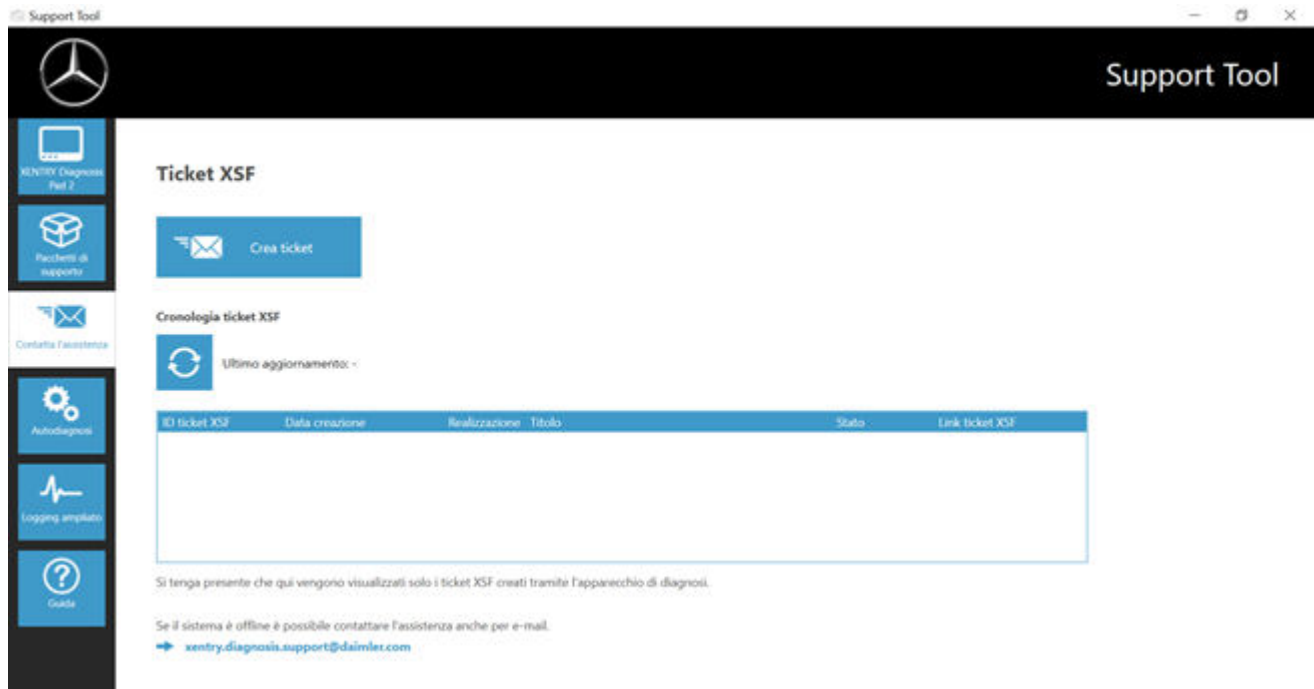 Support Tool
Support Tool
XENTRY Diagnosis
Pad 2
Pacchetti di
supporto
Contatta l'assistenza
Autodiagnosi
Logging ampliato
Guida
Ticket XSF
Crea ticket
Cronologia ticket XSF
Ultimo aggiornamento: -
ID ticket XSF Data creazione Realizzazione Titolo Stato Link ticket XSF
Si tenga presente che qui vengono visualizzati solo i ticket XSF creati tramite l'apparecchio di diagnosi.
Se il sistema è offline è possibile contattare l'assistenza anche per e-mail.
xentry.diagnosis.support@daimler.com